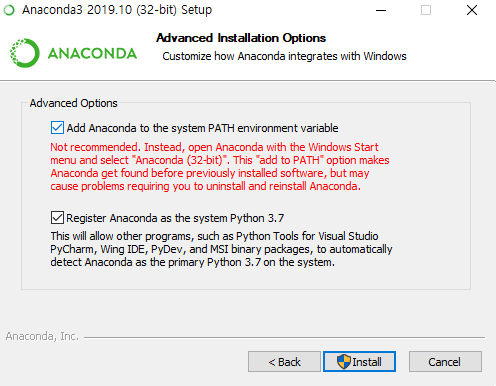 Anaconda3 2019.10 (32-bit) Setup
ANACONDA
Advanced Installation Options
Customize how Anaconda integrates with Windows
Advanced Options
Add Anaconda to the system PATH environment variable
Not recommended. Instead, open Anaconda with the Windows Start
menu and select "Anaconda (32-bit)". This "add to PATH" option makes
Anaconda get found before previously installed software, but may
cause problems requiring you to uninstall and reinstall Anaconda.
Register Anaconda as the system Python 3.7
This will allow other programs, such as Python Tools for Visual Studio
PyCharm, Wing IDE, PyDev, and MSI binary packages, to automatically
detect Anaconda as the primary Python 3.7 on the system.
Anaconda, Inc.
< Back
Install
Cancel